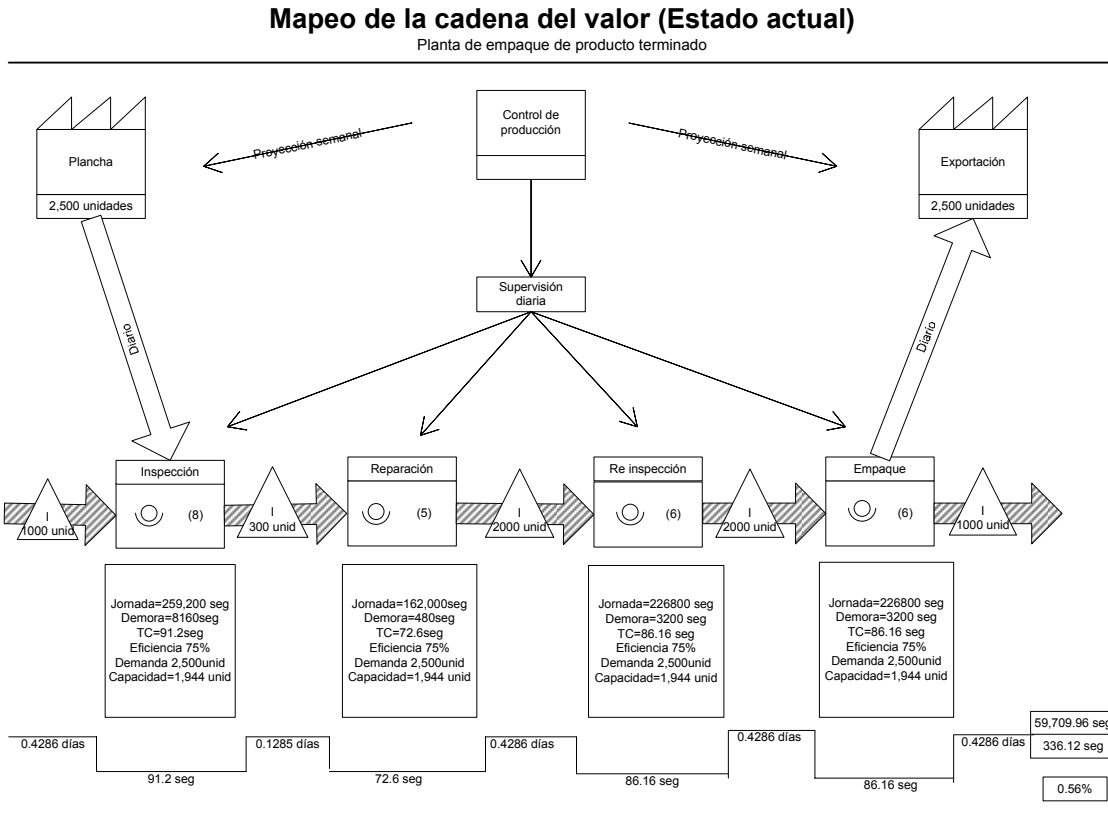 Mapeo de la cadena del valor (Estado actual)
Planta de empaque de producto terminado
Control de
producción
Proyección semanal
Proyección semanal
Plancha
2,500 unidades
Exportación
2,500 unidades
Supervisión
diaria
Diario
Diario
Inspección
(8)
Reparación
(5)
Re inspección
(6)
Empaque
(6)
I
1000 unid
I
300 unid
I
2000 unid
I
2000 unid
I
1000 unid
Jornada=259,200 seg
Demora=8160seg
TC=91.2seg
Eficiencia 75%
Demanda 2,500unid
Capacidad=1,944 unid
Jornada=162,000seg
Demora=480seg
TC=72.6seg
Eficiencia 75%
Demanda 2,500unid
Capacidad=1,944 unid
Jornada=226800 seg
Demora=3200 seg
TC=86.16 seg
Eficiencia 75%
Demanda 2,500unid
Capacidad=1,944 unid
Jornada=226800 seg
Demora=3200 seg
TC=86.16 seg
Eficiencia 75%
Demanda 2,500unid
Capacidad=1,944 unid
0.4286 días
91.2 seg
0.1285 días
72.6 seg
0.4286 días
86.16 seg
0.4286 días
86.16 seg
0.4286 días
59,709.96 seg
336.12 seg
0.56%